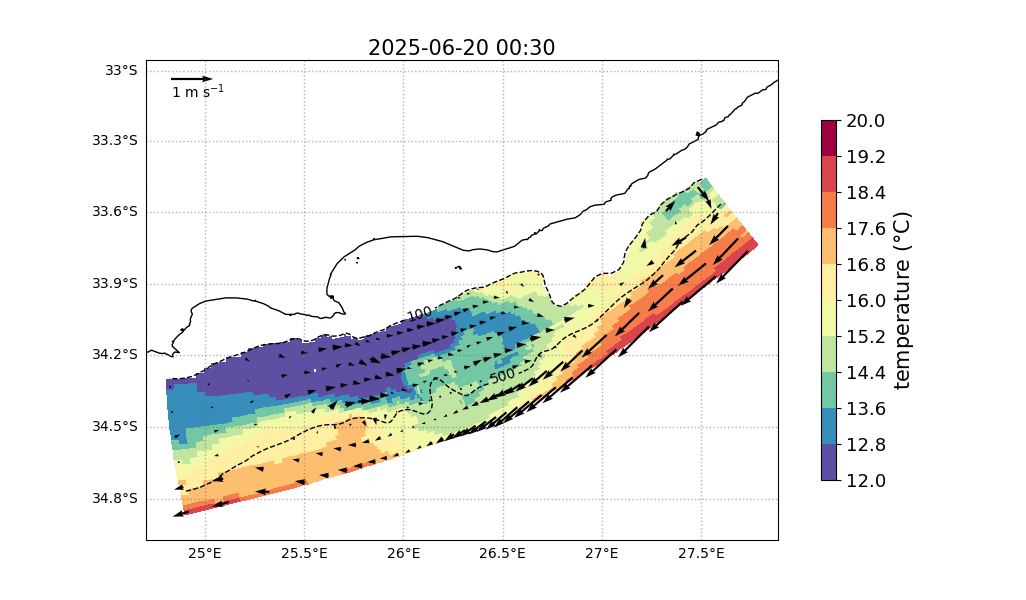 2025-06-20 00:30
1 m s⁻¹
33°S
33.3°S
33.6°S
33.9°S
34.2°S
34.5°S
34.8°S
25°E
25.5°E
26°E
26.5°E
27°E
27.5°E
100
500
20.0
19.2
18.4
17.6
16.8
16.0
15.2
14.4
13.6
12.8
12.0
temperature (°C)